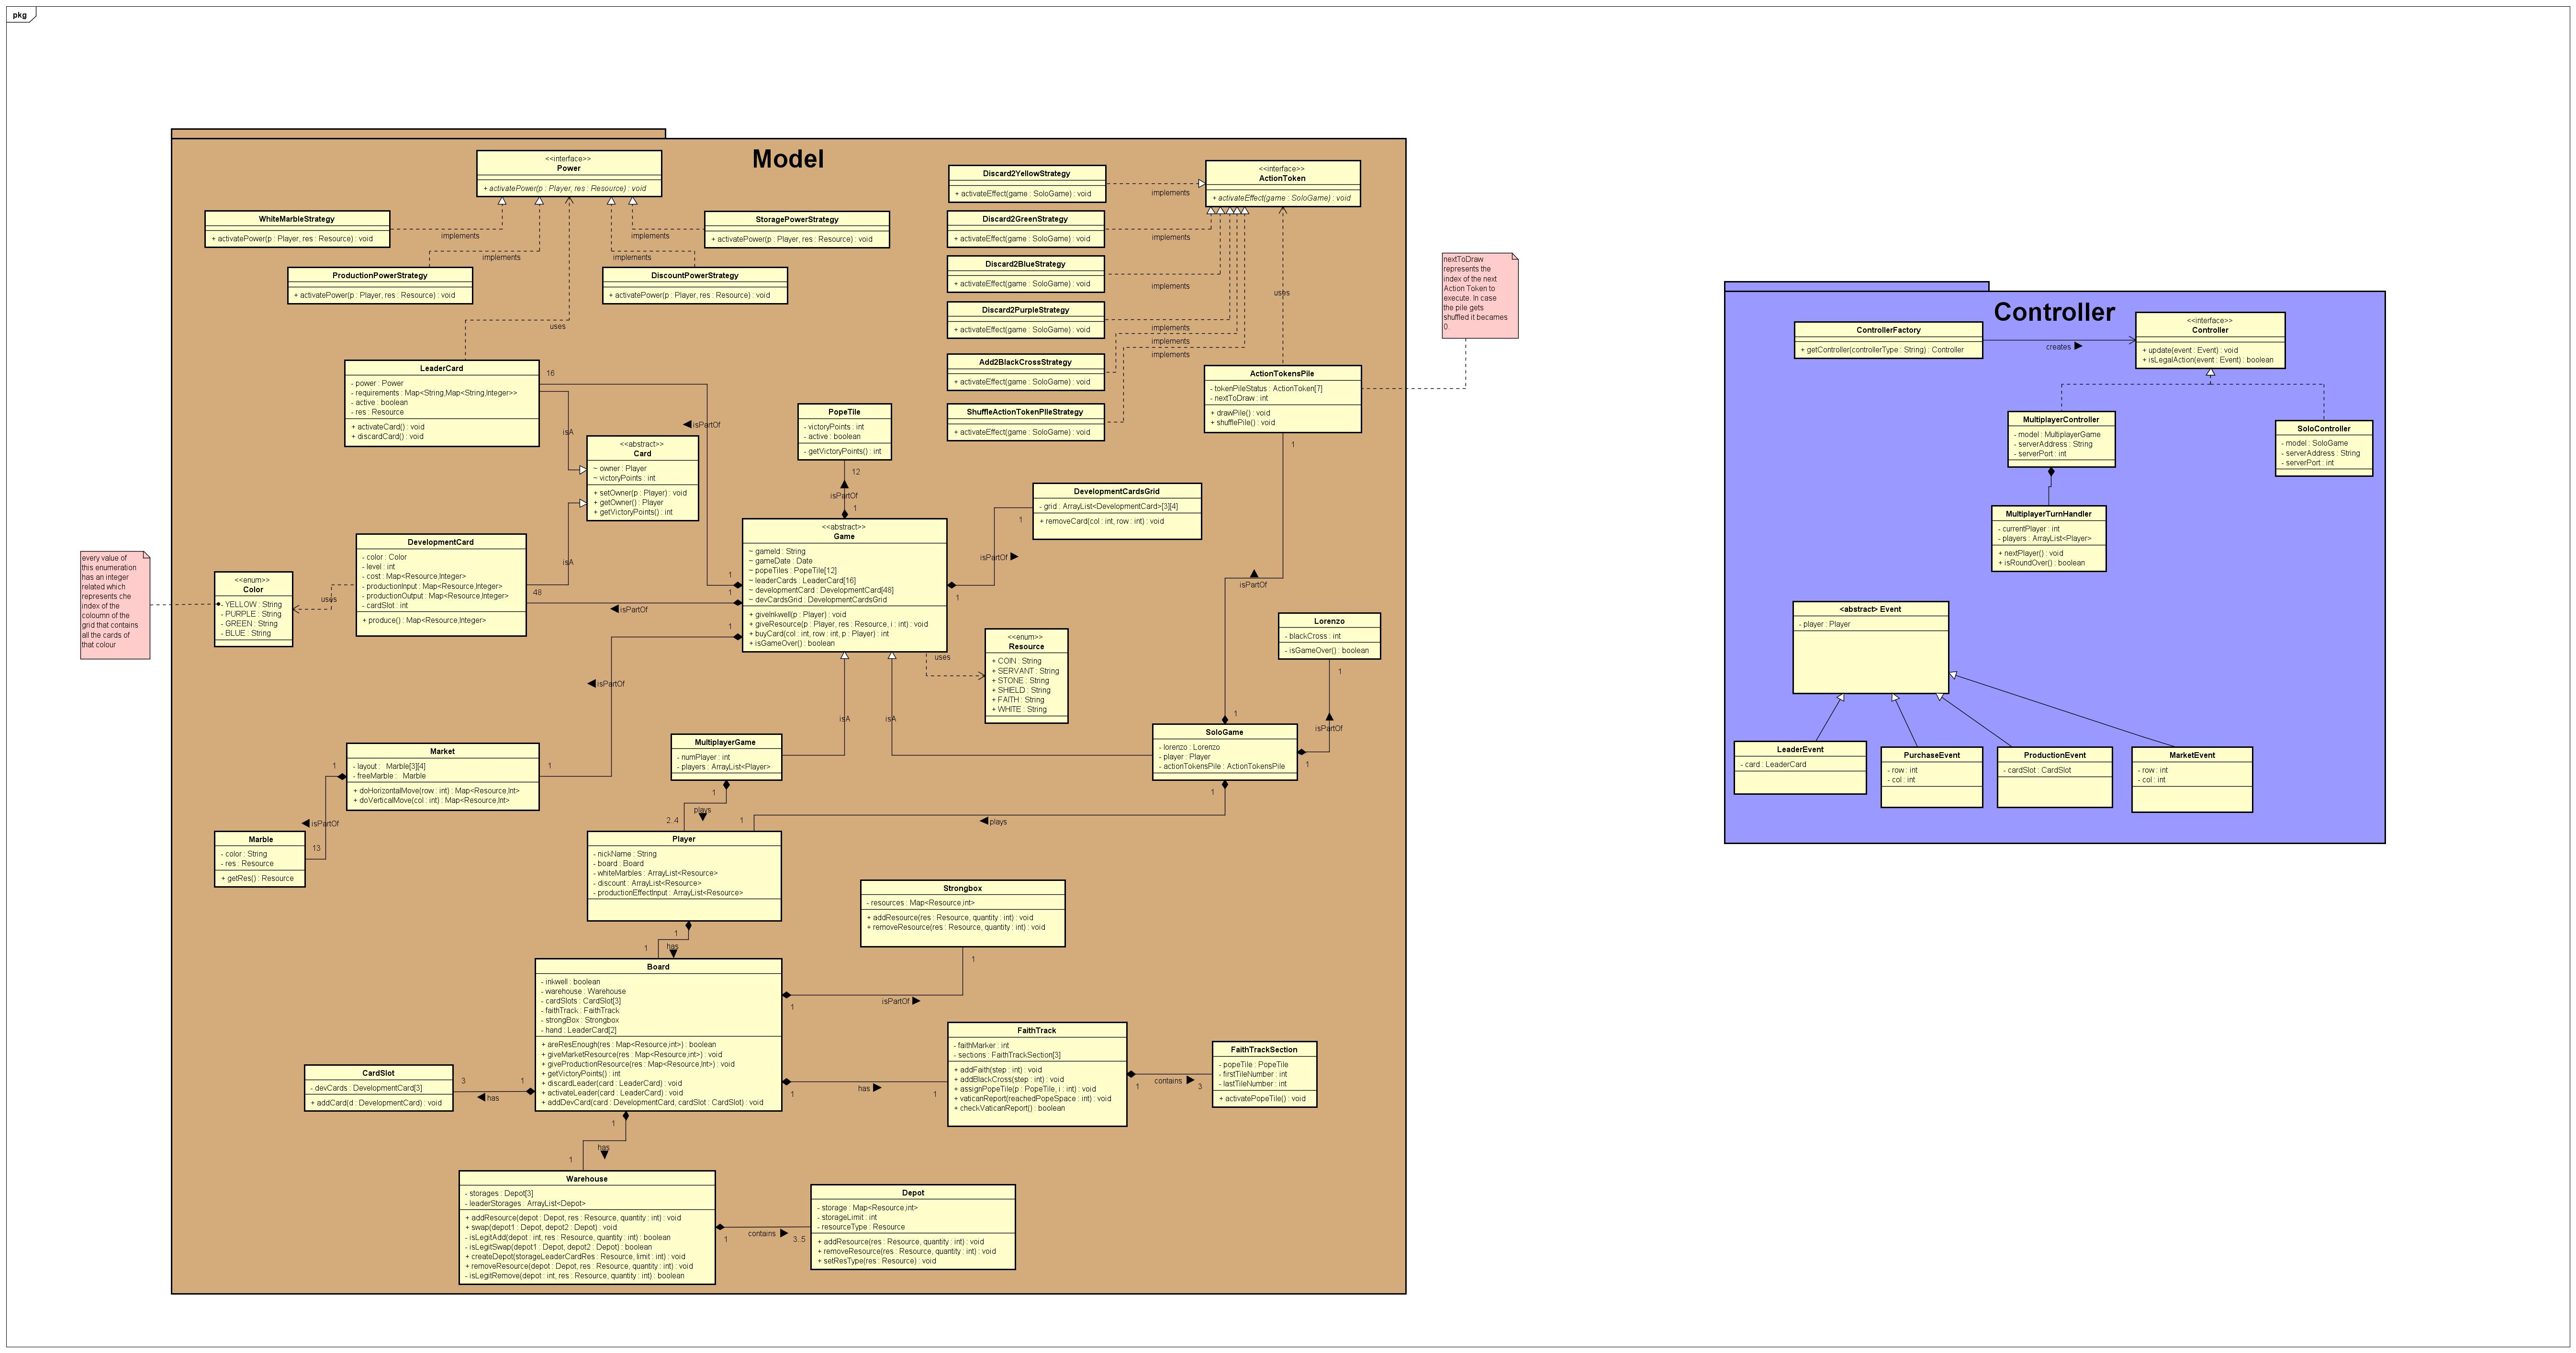 pkg
Model
<<interface>>
Power
+ activatePower(p : Player, res : Resource) : void
WhiteMarbleStrategy
+ activatePower(p : Player, res : Resource) : void
implements
StoragePowerStrategy
+ activatePower(p : Player, res : Resource) : void
implements
ProductionPowerStrategy
+ activatePower(p : Player, res : Resource) : void
implements
DiscountPowerStrategy
+ activatePower(p : Player, res : Resource) : void
implements
uses
Discard2YellowStrategy
+ activateEffect(game : SoloGame) : void
implements
<<interface>>
ActionToken
+ activateEffect(game : SoloGame) : void
Discard2GreenStrategy
+ activateEffect(game : SoloGame) : void
implements
Discard2BlueStrategy
+ activateEffect(game : SoloGame) : void
implements
Discard2PurpleStrategy
+ activateEffect(game : SoloGame) : void
implements
Add2BlackCrossStrategy
+ activateEffect(game : SoloGame) : void
implements
ShuffleActionTokenPileStrategy
+ activateEffect(game : SoloGame) : void
implements
uses
nextToDraw
represents the
index of the next
Action Token to
execute. In case
the pile gets
shuffled it becames
0.
LeaderCard
- power : Power
- requirements : Map<String,Map<String,Integer>>
- active : boolean
- res : Resource
+ activateCard() : void
+ discardCard() : void
16
isA
isPartOf
ActionTokensPile
- tokenPileStatus : ActionToken[7]
- nextToDraw : int
+ drawPile() : void
+ shufflePile() : void
1
PopeTile
- victoryPoints : int
- active : boolean
- getVictoryPoints() : int
12
isPartOf
1
<<abstract>>
Card
~ owner : Player
~ victoryPoints : int
+ setOwner(p : Player) : void
+ getOwner() : Player
+ getVictoryPoints() : int
DevelopmentCardsGrid
- grid : ArrayList<DevelopmentCard>[3][4]
+ removeCard(col : int, row : int) : void
1
isPartOf
1
<<abstract>>
Game
~ gameId : String
~ gameDate : Date
~ popeTiles : PopeTile[12]
~ leaderCards : LeaderCard[16]
~ developmentCard : DevelopmentCard[48]
~ devCardsGrid : DevelopmentCardsGrid
+ giveInkwell(p : Player) : void
+ giveResource(p : Player, res : Resource, i : int) : void
+ buyCard(col : int, row : int, p : Player) : int
+ isGameOver() : boolean
1
1
1
DevelopmentCard
- color : Color
- level : int
- cost : Map<Resource,Integer>
- productionInput : Map<Resource,Integer>
- productionOutput : Map<Resource,Integer>
- cardSlot : int
+ produce() : Map<Resource,Integer>
isA
48
isPartOf
every value of
this enumeration
has an integer
related which
represents che
index of the
coloumn of the
grid that contains
all the cards of
that colour
<<enum>>
Color
- YELLOW : String
- PURPLE : String
- GREEN : String
- BLUE : String
uses
isPartOf
uses
<<enum>>
Resource
+ COIN : String
+ SERVANT : String
+ STONE : String
+ SHIELD : String
+ FAITH : String
+ WHITE : String
Lorenzo
- blackCross : int
- isGameOver() : boolean
1
isPartOf
isPartOf
1
isA
isA
SoloGame
- lorenzo : Lorenzo
- player : Player
- actionTokensPile : ActionTokensPile
1
1
MultiplayerGame
- numPlayer : int
- players : ArrayList<Player>
1
plays
2..4
1
plays
Market
- layout :  Marble[3][4]
- freeMarble :  Marble
+ doHorizontalMove(row : int) : Map<Resource,Int>
+ doVerticalMove(col : int) : Map<Resource,Int>
1
1
isPartOf
13
Marble
- color : String
- res : Resource
+ getRes() : Resource
Player
- nickName : String
- board : Board
- whiteMarbles : ArrayList<Resource>
- discount : ArrayList<Resource>
- productionEffectInput : ArrayList<Resource>
1
has
1
Strongbox
- resources : Map<Resource,int>
+ addResource(res : Resource, quantity : int) : void
+ removeResource(res : Resource, quantity : int) : void
1
isPartOf
1
Board
- inkwell : boolean
- warehouse : Warehouse
- cardSlots : CardSlot[3]
- faithTrack : FaithTrack
- strongBox : Strongbox
- hand : LeaderCard[2]
+ areResEnough(res : Map<Resource,int>) : boolean
+ giveMarketResource(res : Map<Resource,int>) : void
+ giveProductionResource(res : Map<Resource,Int>) : void
+ getVictoryPoints() : int
+ discardLeader(card : LeaderCard) : void
+ activateLeader(card : LeaderCard) : void
+ addDevCard(card : DevelopmentCard, cardSlot : CardSlot) : void
CardSlot
- devCards : DevelopmentCard[3]
+ addCard(d : DevelopmentCard) : void
3
1
has
1
has
1
FaithTrack
- faithMarker : int
- sections : FaithTrackSection[3]
+ addFaith(step : int) : void
+ addBlackCross(step : int) : void
+ assignPopeTile(p : PopeTile, i : int) : void
+ vaticanReport(reachedPopeSpace : int) : void
+ checkVaticanReport() : boolean
1
contains
3
FaithTrackSection
- popeTile : PopeTile
- firstTileNumber : int
- lastTileNumber : int
+ activatePopeTile() : void
1
has
1
Warehouse
- storages : Depot[3]
- leaderStorages : ArrayList<Depot>
+ addResource(depot : Depot, res : Resource, quantity : int) : void
+ swap(depot1 : Depot, depot2 : Depot) : void
- isLegitAdd(depot : int, res : Resource, quantity : int) : boolean
- isLegitSwap(depot1 : Depot, depot2 : Depot) : boolean
+ createDepot(storageLeaderCardRes : Resource, limit : int) : void
+ removeResource(depot : Depot, res : Resource, quantity : int) : void
- isLegitRemove(depot : int, res : Resource, quantity : int) : boolean
1
contains
3..5
Depot
- storage : Map<Resource,int>
- storageLimit : int
- resourceType : Resource
+ addResource(res : Resource, quantity : int) : void
+ removeResource(res : Resource, quantity : int) : void
+ setResType(res : Resource) : void
Controller
ControllerFactory
+ getController(controllerType : String) : Controller
creates
<<interface>>
Controller
+ update(event : Event) : void
+ isLegalAction(event : Event) : boolean
MultiplayerController
- model : MultiplayerGame
- serverAddress : String
- serverPort : int
SoloController
- model : SoloGame
- serverAddress : String
- serverPort : int
MultiplayerTurnHandler
- currentPlayer : int
- players : ArrayList<Player>
+ nextPlayer() : void
+ isRoundOver() : boolean
<abstract> Event
- player : Player
LeaderEvent
- card : LeaderCard
PurchaseEvent
- row : int
- col : int
ProductionEvent
- cardSlot : CardSlot
MarketEvent
- row : int
- col : int